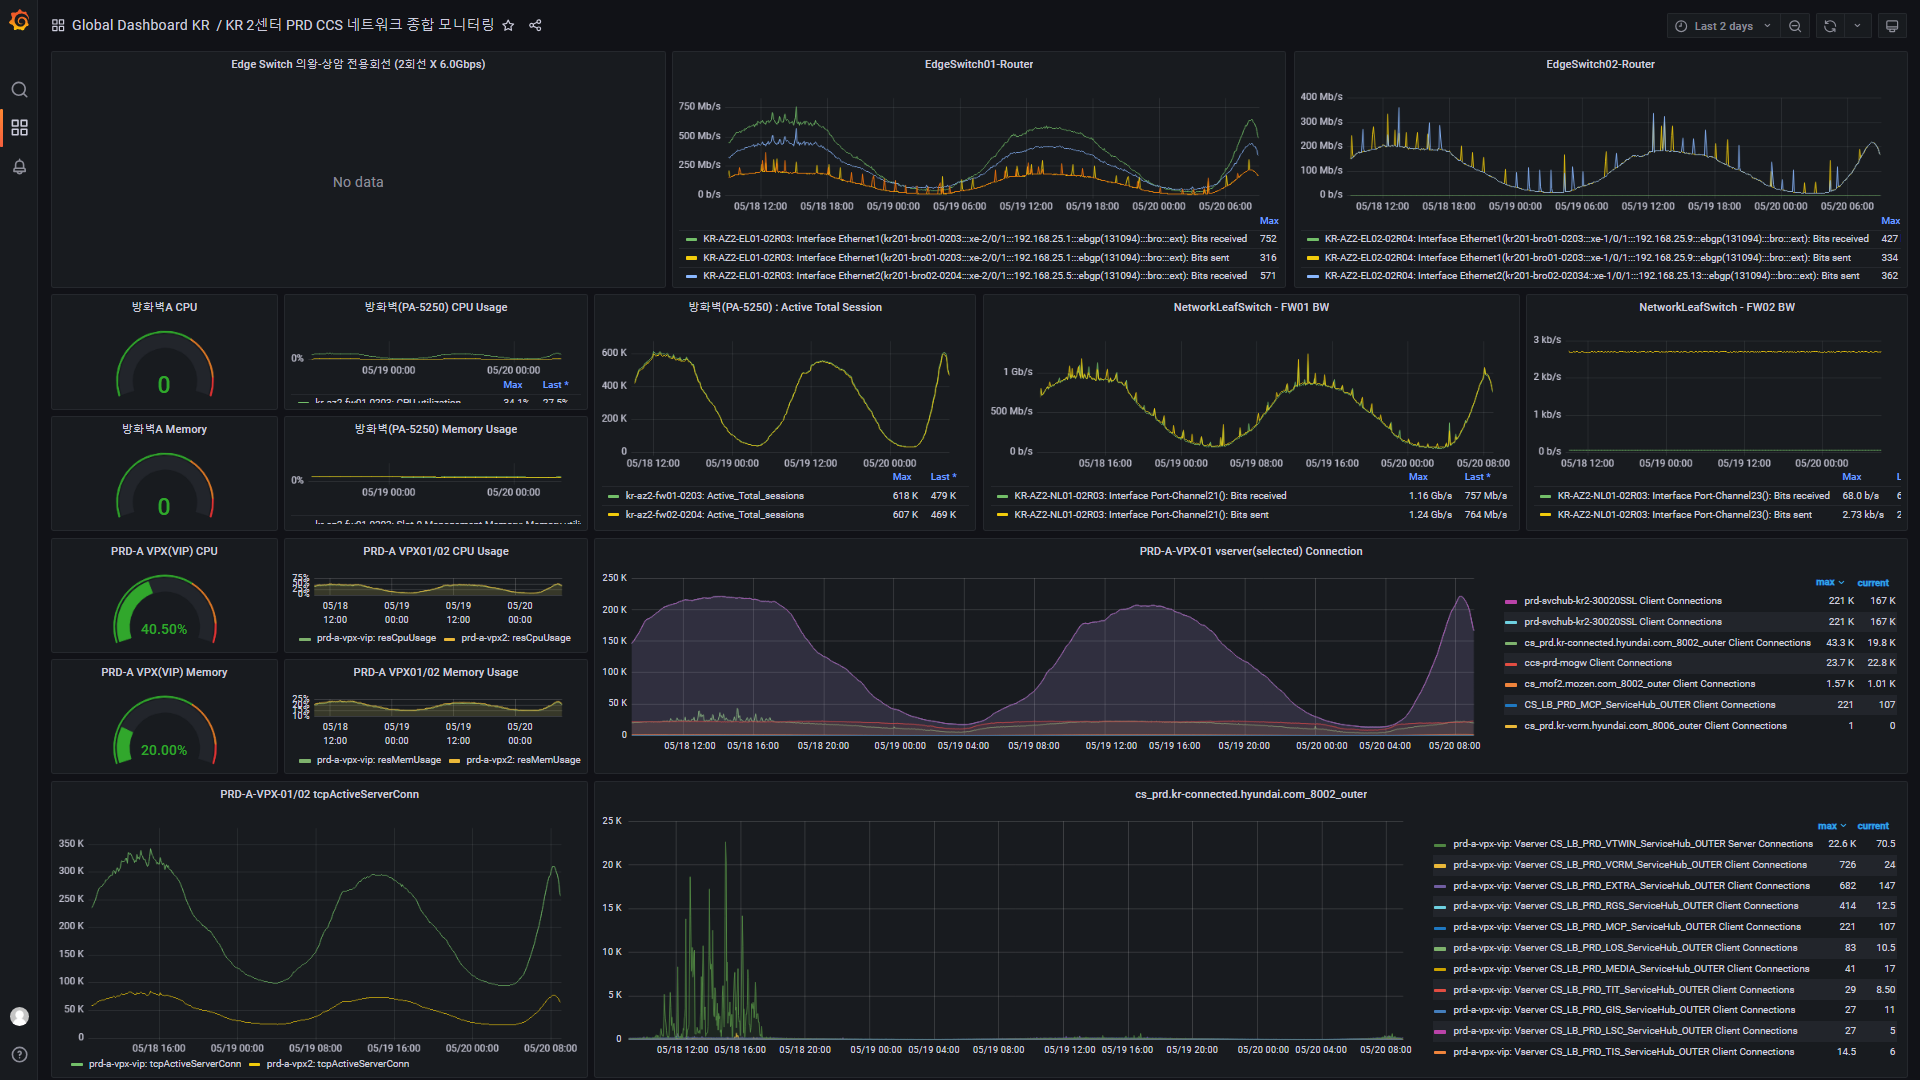 Global Dashboard KR / KR 2센터 PRD CCS 네트워크 종합 모니터링
Last 2 days
Edge Switch 의왕-상암 전용회선 (2회선 X 6.0Gbps)
No data
EdgeSwitch01-Router
750 Mb/s
500 Mb/s
250 Mb/s
0 b/s
05/18 12:00 05/18 18:00 05/19 00:00 05/19 06:00 05/19 12:00 05/19 18:00 05/20 00:00 05/20 06:00
Max
KR-AZ2-EL01-02R03: Interface Ethernet1(kr201-bro01-0203:::xe-2/0/1:::192.168.25.1:::ebgp(131094):::bro:::ext): Bits received 752
KR-AZ2-EL01-02R03: Interface Ethernet1(kr201-bro01-0203:::xe-2/0/1:::192.168.25.1:::ebgp(131094):::bro:::ext): Bits sent 316
KR-AZ2-EL01-02R03: Interface Ethernet2(kr201-bro02-0204:::xe-2/0/1:::192.168.25.5:::ebgp(131094):::bro:::ext): Bits received 571
EdgeSwitch02-Router
400 Mb/s
300 Mb/s
200 Mb/s
100 Mb/s
0 b/s
05/18 12:00 05/18 18:00 05/19 00:00 05/19 06:00 05/19 12:00 05/19 18:00 05/20 00:00 05/20 06:00
Max
KR-AZ2-EL02-02R04: Interface Ethernet1(kr201-bro01-0203:::xe-1/0/1:::192.168.25.9:::ebgp(131094):::bro:::ext): Bits received 427
KR-AZ2-EL02-02R04: Interface Ethernet1(kr201-bro01-0203:::xe-1/0/1:::192.168.25.9:::ebgp(131094):::bro:::ext): Bits sent 334
KR-AZ2-EL02-02R04: Interface Ethernet2(kr201-bro02-02034:::xe-1/0/1:::192.168.25.13:::ebgp(131094):::bro:::ext): Bits sent 362
방화벽A CPU
0
방화벽(PA-5250) CPU Usage
0%
05/19 00:00 05/20 00:00
Max Last *
kr-az2-fw01-0203: CPU utilization 34.1% 27.5%
방화벽(PA-5250) : Active Total Session
600 K
400 K
200 K
0
05/18 12:00 05/19 00:00 05/19 12:00 05/20 00:00
Max Last *
kr-az2-fw01-0203: Active_Total_sessions 618 K 479 K
kr-az2-fw02-0204: Active_Total_sessions 607 K 469 K
NetworkLeafSwitch - FW01 BW
1 Gb/s
500 Mb/s
0 b/s
05/18 16:00 05/19 00:00 05/19 08:00 05/19 16:00 05/20 00:00 05/20 08:00
Max Last *
KR-AZ2-NL01-02R03: Interface Port-Channel21(): Bits received 1.16 Gb/s 757 Mb/s
KR-AZ2-NL01-02R03: Interface Port-Channel21(): Bits sent 1.24 Gb/s 764 Mb/s
NetworkLeafSwitch - FW02 BW
3 kb/s
2 kb/s
1 kb/s
0 b/s
05/18 12:00 05/19 00:00 05/19 12:00 05/20 00:00
Max
KR-AZ2-NL01-02R03: Interface Port-Channel23(): Bits received 68.0 b/s
KR-AZ2-NL01-02R03: Interface Port-Channel23(): Bits sent 2.73 kb/s
방화벽A Memory
0
방화벽(PA-5250) Memory Usage
0%
05/19 00:00 05/20 00:00
PRD-A VPX(VIP) CPU
40.50%
PRD-A VPX01/02 CPU Usage
75%
50%
25%
0%
05/18 05/19 05/19 05/20
12:00 00:00 12:00 00:00
prd-a-vpx-vip: resCpuUsage prd-a-vpx2: resCpuUsage
PRD-A VPX(VIP) Memory
20.00%
PRD-A VPX01/02 Memory Usage
25%
20%
15%
10%
05/18 05/19 05/19 05/20
12:00 00:00 12:00 00:00
prd-a-vpx-vip: resMemUsage prd-a-vpx2: resMemUsage
PRD-A-VPX-01 vserver(selected) Connection
250 K
200 K
150 K
100 K
50 K
0
05/18 12:00 05/18 16:00 05/18 20:00 05/19 00:00 05/19 04:00 05/19 08:00 05/19 12:00 05/19 16:00 05/19 20:00 05/20 00:00 05/20 04:00 05/20 08:00
max current
prd-svchub-kr2-30020SSL Client Connections 221 K 167 K
prd-svchub-kr2-30020SSL Client Connections 221 K 167 K
cs_prd.kr-connected.hyundai.com_8002_outer Client Connections 43.3 K 19.8 K
ccs-prd-mogw Client Connections 23.7 K 22.8 K
cs_mof2.mozen.com_8002_outer Client Connections 1.57 K 1.01 K
CS_LB_PRD_MCP_ServiceHub_OUTER Client Connections 221 107
cs_prd.kr-vcrm.hyundai.com_8006_outer Client Connections 1 0
PRD-A-VPX-01/02 tcpActiveServerConn
350 K
300 K
250 K
200 K
150 K
100 K
50 K
0
05/18 16:00 05/19 00:00 05/19 08:00 05/19 16:00 05/20 00:00 05/20 08:00
prd-a-vpx-vip: tcpActiveServerConn prd-a-vpx2: tcpActiveServerConn
cs_prd.kr-connected.hyundai.com_8002_outer
25 K
20 K
15 K
10 K
5 K
0
05/18 12:00 05/18 16:00 05/18 20:00 05/19 00:00 05/19 04:00 05/19 08:00 05/19 12:00 05/19 16:00 05/19 20:00 05/20 00:00 05/20 04:00 05/20 08:00
max current
prd-a-vpx-vip: Vserver CS_LB_PRD_VTWIN_ServiceHub_OUTER Server Connections 22.6 K 70.5
prd-a-vpx-vip: Vserver CS_LB_PRD_VCRM_ServiceHub_OUTER Client Connections 726 24
prd-a-vpx-vip: Vserver CS_LB_PRD_EXTRA_ServiceHub_OUTER Client Connections 682 147
prd-a-vpx-vip: Vserver CS_LB_PRD_RGS_ServiceHub_OUTER Client Connections 414 12.5
prd-a-vpx-vip: Vserver CS_LB_PRD_MCP_ServiceHub_OUTER Client Connections 221 107
prd-a-vpx-vip: Vserver CS_LB_PRD_LOS_ServiceHub_OUTER Client Connections 83 10.5
prd-a-vpx-vip: Vserver CS_LB_PRD_MEDIA_ServiceHub_OUTER Client Connections 41 17
prd-a-vpx-vip: Vserver CS_LB_PRD_TIT_ServiceHub_OUTER Client Connections 29 8.50
prd-a-vpx-vip: Vserver CS_LB_PRD_GIS_ServiceHub_OUTER Client Connections 27 11
prd-a-vpx-vip: Vserver CS_LB_PRD_LSC_ServiceHub_OUTER Client Connections 27 5
prd-a-vpx-vip: Vserver CS_LB_PRD_TIS_ServiceHub_OUTER Client Connections 14.5 6